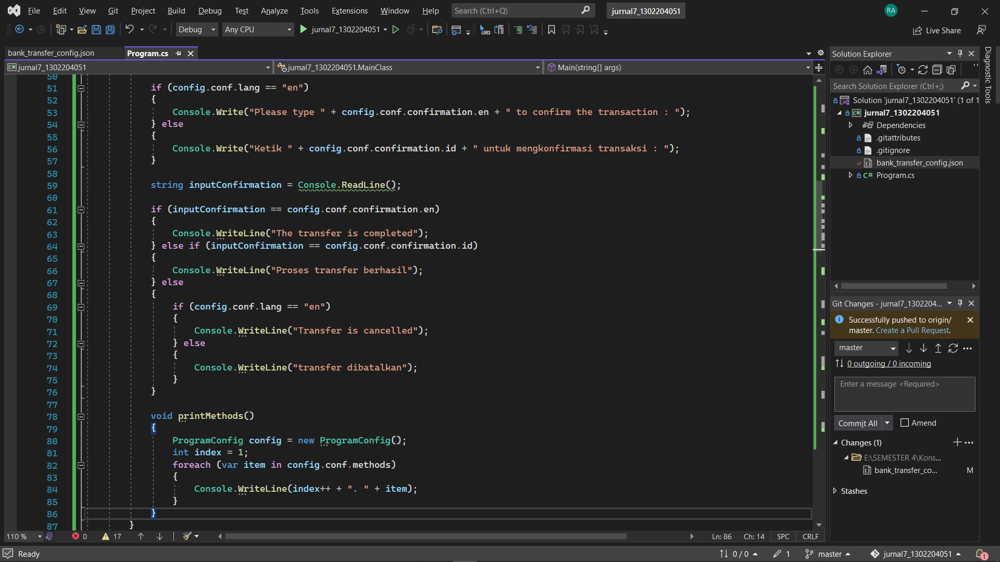 File Edit View Git Project Build Debug Test Analyze Tools Extensions Window Help Search (Ctrl+Q) jurnal7_1302204051 RA
Debug Any CPU jurnal7_1302204051 Live Share
bank_transfer_config.json Program.cs
jurnal7_1302204051 jurnal7_1302204051.MainClass Main(string[] args)
50
51 if (config.conf.lang == "en")
52 {
53 Console.Write("Please type " + config.conf.confirmation.en + " to confirm the transaction : ");
54 } else
55 {
56 Console.Write("Ketik " + config.conf.confirmation.id + " untuk mengkonfirmasi transaksi : ");
57 }
58
59 string inputConfirmation = Console.ReadLine();
60
61 if (inputConfirmation == config.conf.confirmation.en)
62 {
63 Console.WriteLine("The transfer is completed");
64 } else if (inputConfirmation == config.conf.confirmation.id)
65 {
66 Console.WriteLine("Proses transfer berhasil");
67 } else
68 {
69 if (config.conf.lang == "en")
70 {
71 Console.WriteLine("Transfer is cancelled");
72 } else
73 {
74 Console.WriteLine("transfer dibatalkan");
75 }
76 }
77
78 void printMethods()
79 {
80 ProgramConfig config = new ProgramConfig();
81 int index = 1;
82 foreach (var item in config.conf.methods)
83 {
84 Console.WriteLine(index++ + ". " + item);
85 }
86 }
87 }
110 % 0 17 Ln: 86 Ch: 14 SPC CRLF
Solution Explorer
Search Solution Explorer (Ctrl+;)
Solution 'jurnal7_1302204051' (1 of 1
jurnal7_1302204051
Dependencies
.gitattributes
.gitignore
bank_transfer_config.json
Program.cs
Git Changes - jurnal7_1302204...
Successfully pushed to origin/
master. Create a Pull Request.
master
0 outgoing / 0 incoming
Enter a message <Required>
Commit All Amend
Changes (1)
E:\SEMESTER 4\Kons...
bank_transfer_co... M
Stashes
Diagnostic Tools
Ready 0 / 0 1 master jurnal7_1302204051 1